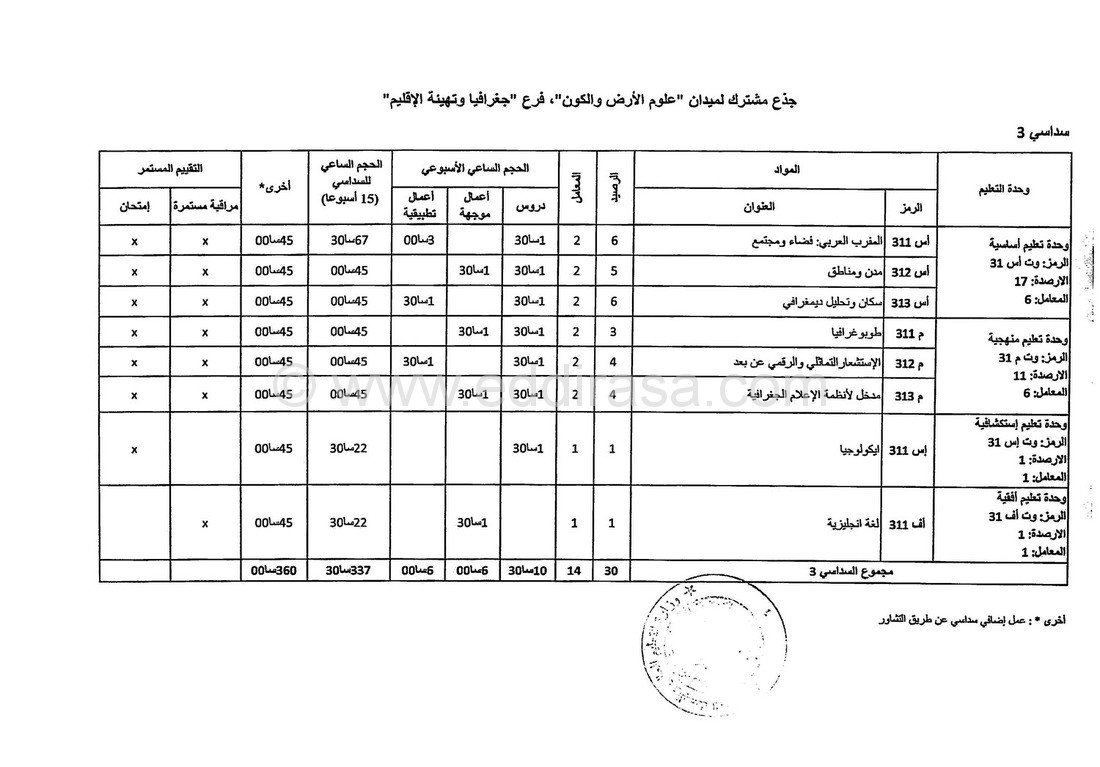 جذع مشترك لميدان "علوم الأرض والكون"، فرع "جغرافيا وتهيئة الإقليم"
سداسي 3
وحدة التعليم | المواد | الرصيد | المعامل | الحجم الساعي الأسبوعي | الحجم الساعي للسداسي (15 أسبوعا) | أخرى* | التقييم المستمر
الرمز | العنوان | دروس | أعمال موجهة | أعمال تطبيقية | مراقبة مستمرة | إمتحان
وحدة تعليم أساسية
الرمز: وت أس 31
الارصدة: 17
المعامل: 6
أس 311 | المغرب العربي: فضاء ومجتمع | 6 | 2 | 1سا30 | | 3سا00 | 67سا30 | 45سا00 | x | x
أس 312 | مدن ومناطق | 5 | 2 | 1سا30 | 1سا30 | | 45سا00 | 45سا00 | x | x
أس 313 | سكان وتحليل ديمغرافي | 6 | 2 | 1سا30 | | 1سا30 | 45سا00 | 45سا00 | x | x
وحدة تعليم منهجية
الرمز: وت م 31
الارصدة: 11
المعامل: 6
م 311 | طوبوغرافيا | 3 | 2 | 1سا30 | 1سا30 | | 45سا00 | 45سا00 | x | x
م 312 | الإستشعارالتماثلي والرقمي عن بعد | 4 | 2 | 1سا30 | | 1سا30 | 45سا00 | 45سا00 | x | x
م 313 | مدخل لأنظمة الإعلام الجغرافية | 4 | 2 | 1سا30 | 1سا30 | | 45سا00 | 45سا00 | x | x
© www.eddirasa.com
وحدة تعليم إستكشافية
الرمز: وت إس 31
الارصدة: 1
المعامل: 1
إس 311 | ايكولوجيا | 1 | 1 | 1سا30 | | | 22سا30 | 45سا00 | | x
وحدة تعليم أفقية
الرمز: وت أف 31
الارصدة: 1
المعامل: 1
أف 311 | لغة انجليزية | 1 | 1 | | 1سا30 | | 22سا30 | 45سا00 | x |
مجموع السداسي 3 | 30 | 14 | 10سا30 | 6سا00 | 6سا00 | 337سا30 | 360سا00
أخرى * : عمل إضافي سداسي عن طريق التشاور
وزارة التعليم